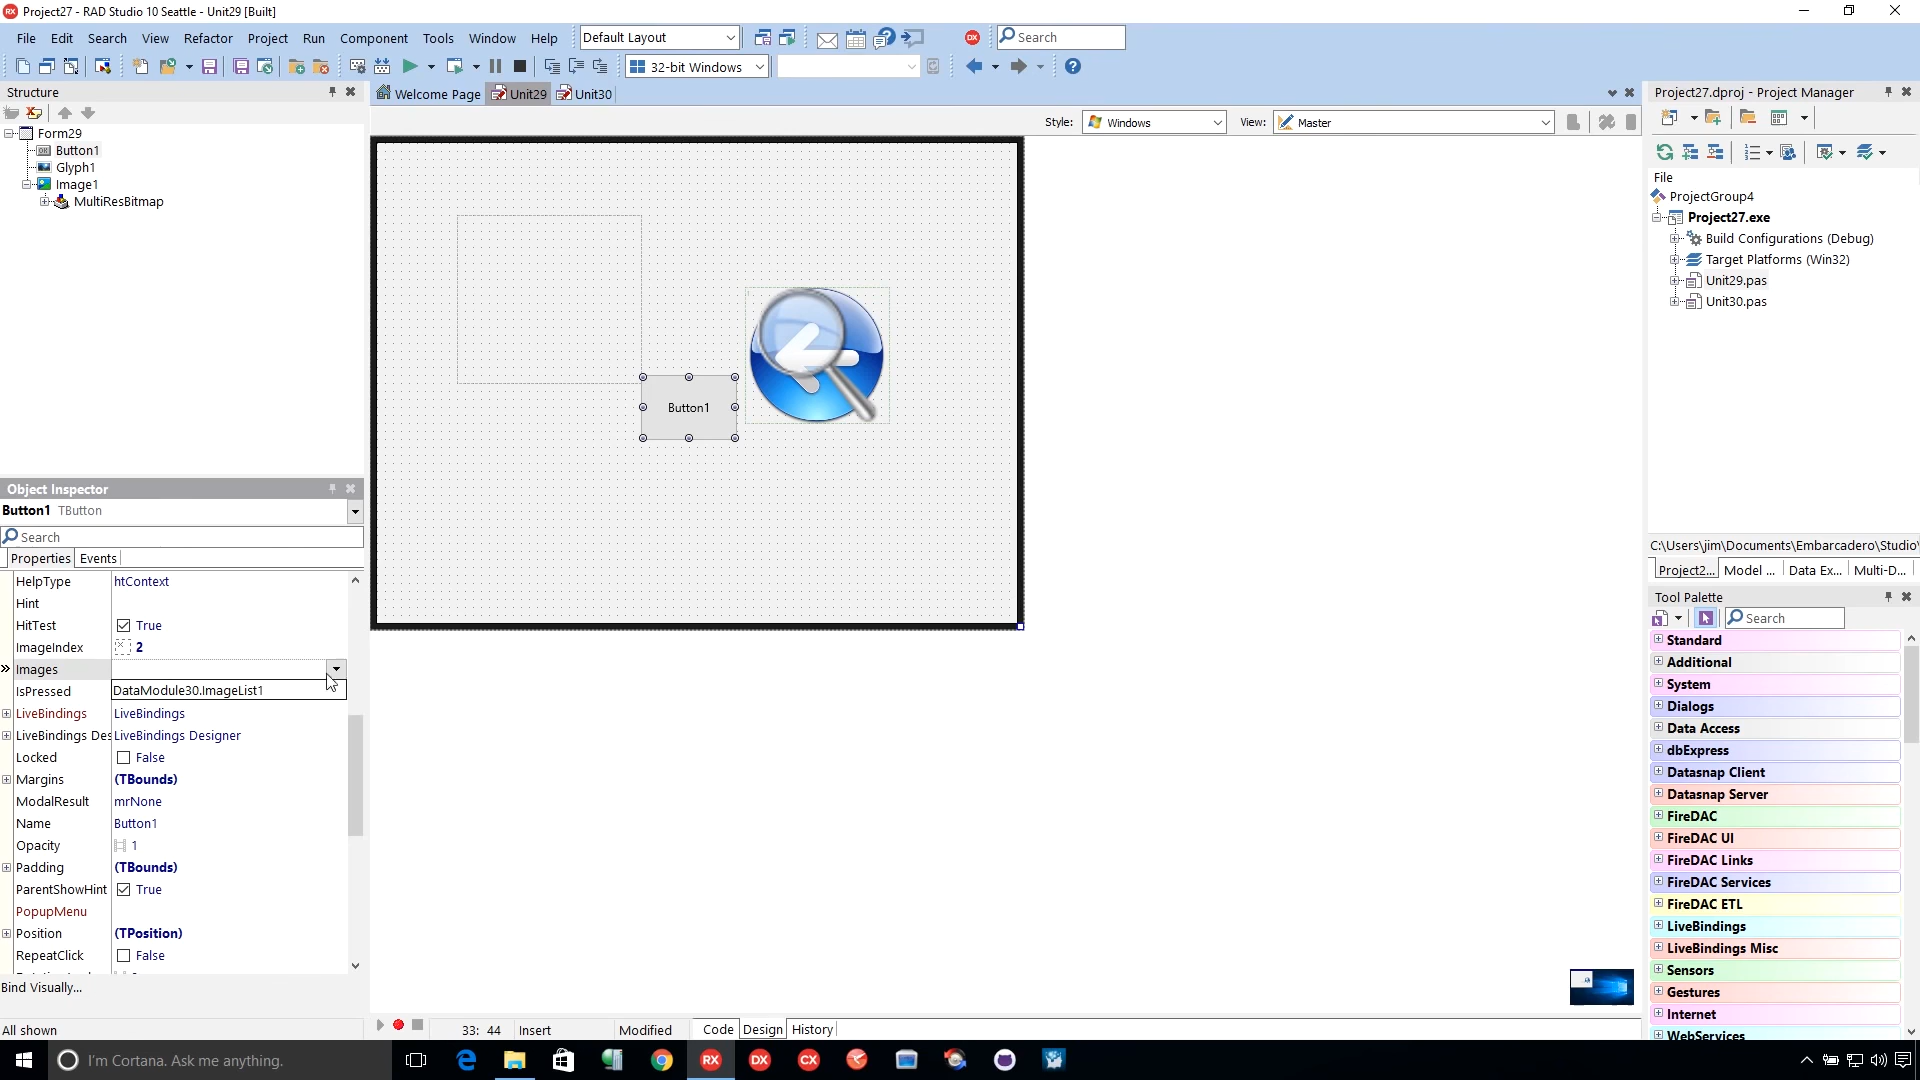 Project27 - RAD Studio 10 Seattle - Unit29 [Built]
File Edit Search View Refactor Project Run Component Tools Window Help
Default Layout
Search
32-bit Windows
Structure
Welcome Page
Unit29
Unit30
Project27.dproj - Project Manager
Style:
Windows
View:
Master
Form29
Button1
Glyph1
Image1
MultiResBitmap
File
ProjectGroup4
Project27.exe
Build Configurations (Debug)
Target Platforms (Win32)
Unit29.pas
Unit30.pas
Button1
Object Inspector
Button1 TButton
Search
Properties Events
HelpType htContext
Hint
HitTest True
ImageIndex 2
Images
IsPressed DataModule30.ImageList1
LiveBindings LiveBindings
LiveBindings Des LiveBindings Designer
Locked False
Margins (TBounds)
ModalResult mrNone
Name Button1
Opacity 1
Padding (TBounds)
ParentShowHint True
PopupMenu
Position (TPosition)
RepeatClick False
Bind Visually...
All shown
33: 44 Insert Modified Code Design History
C:\Users\jim\Documents\Embarcadero\Studio\
Project2... Model ... Data Ex... Multi-D...
Tool Palette
Search
Standard
Additional
System
Dialogs
Data Access
dbExpress
Datasnap Client
Datasnap Server
FireDAC
FireDAC UI
FireDAC Links
FireDAC Services
FireDAC ETL
LiveBindings
LiveBindings Misc
Sensors
Gestures
Internet
WebServices
I'm Cortana. Ask me anything.
RX
DX
CX